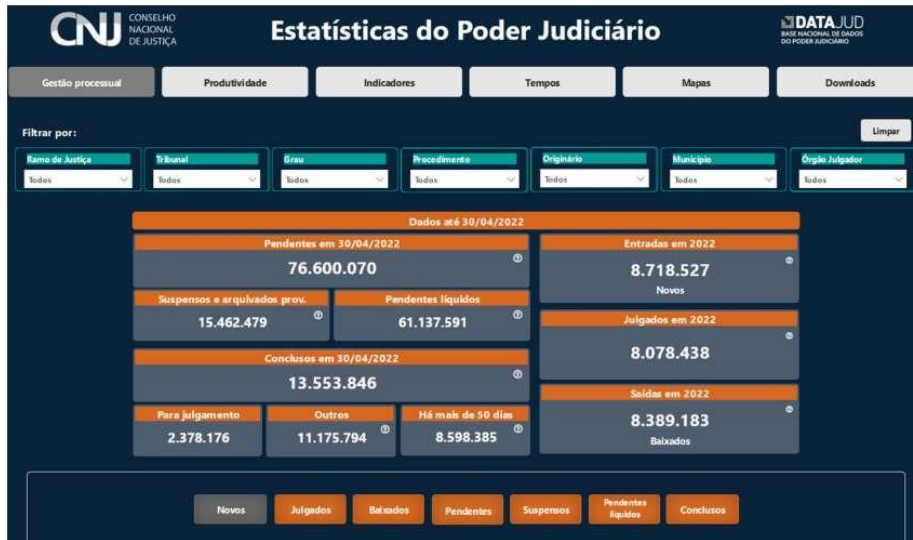 CNJ CONSELHO
NACIONAL
DE JUSTIÇA
Estatísticas do Poder Judiciário
DATAJUD
BASE NACIONAL DE DADOS
DO PODER JUDICIÁRIO
Gestão processual Produtividade Indicadores Tempos Mapas Downloads
Filtrar por:
Limpar
Ramo de Justiça Tribunal Grau Procedimento Originário Município Órgão Julgador
Todos Todos Todos Todos Todos Todos Todos
Dados até 30/04/2022
Pendentes em 30/04/2022
76.600.070
Suspensos e arquivados prov. Pendentes líquidos
15.462.479 61.137.591
Conclusos em 30/04/2022
13.553.846
Para julgamento Outros Há mais de 50 dias
2.378.176 11.175.794 8.598.385
Entradas em 2022
8.718.527
Novos
Julgados em 2022
8.078.438
Saídas em 2022
8.389.183
Baixados
Novos Julgados Baixados Pendentes Suspensos Pendentes líquidos Conclusos